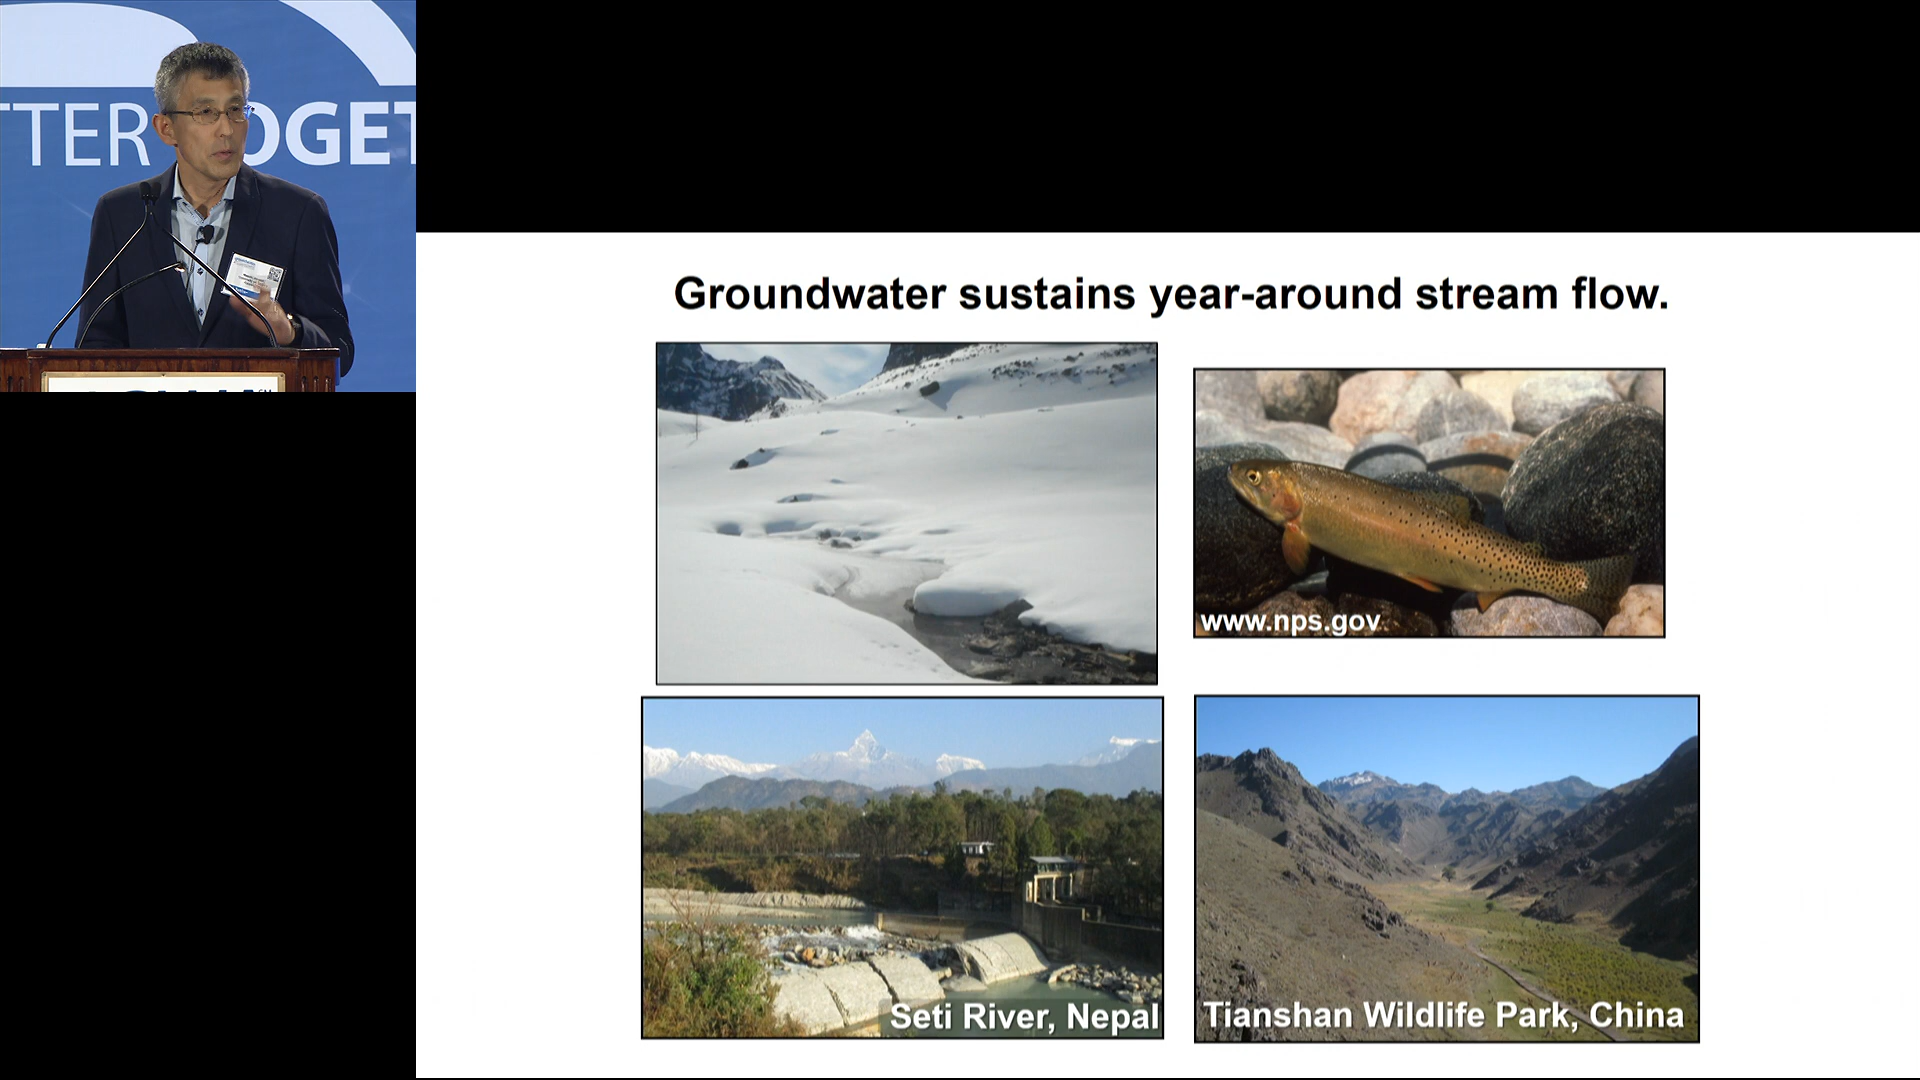 TTER OGET
Groundwater sustains year-around stream flow.
www.nps.gov
Seti River, Nepal
Tianshan Wildlife Park, China